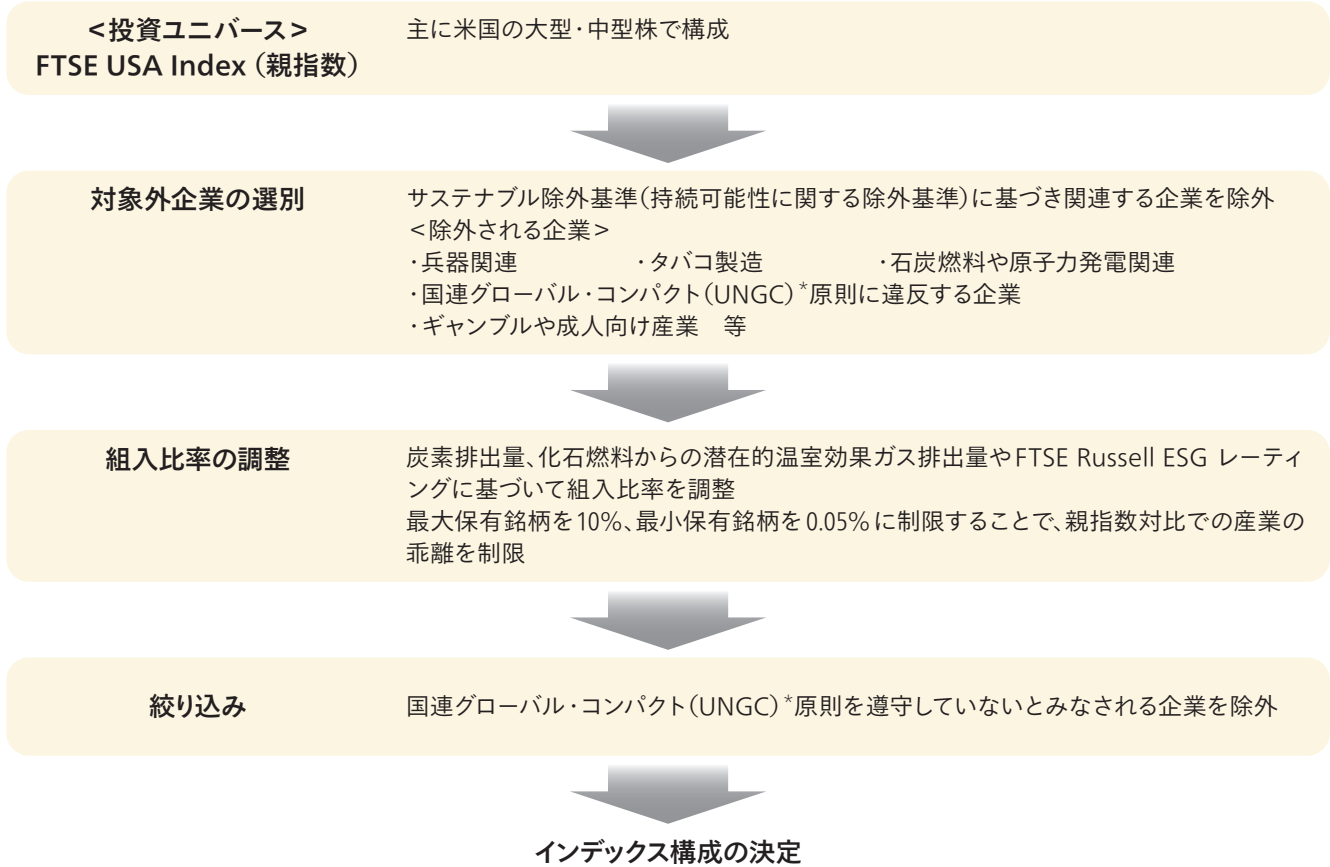 <投資ユニバース>
FTSE USA Index（親指数）
主に米国の大型・中型株で構成
対象外企業の選別
サステナブル除外基準（持続可能性に関する除外基準）に基づき関連する企業を除外
<除外される企業>
・兵器関連 ・タバコ製造 ・石炭燃料や原子力発電関連
・国連グローバル・コンパクト（UNGC）*原則に違反する企業
・ギャンブルや成人向け産業 等
組入比率の調整
炭素排出量、化石燃料からの潜在的温室効果ガス排出量やFTSE Russell ESG レーティ
ングに基づいて組入比率を調整
最大保有銘柄を10%、最小保有銘柄を0.05%に制限することで、親指数対比での産業の
乖離を制限
絞り込み
国連グローバル・コンパクト（UNGC）*原則を遵守していないとみなされる企業を除外
インデックス構成の決定